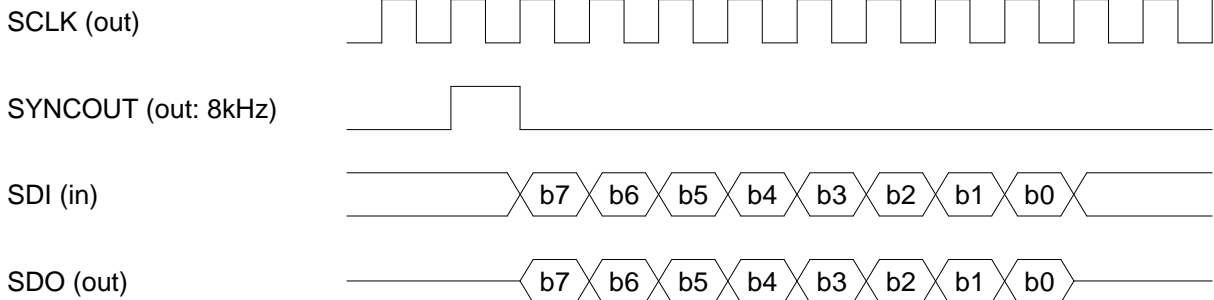 SCLK (out)
SYNCOUT (out: 8kHz)
SDI (in) b7 b6 b5 b4 b3 b2 b1 b0
SDO (out) b7 b6 b5 b4 b3 b2 b1 b0